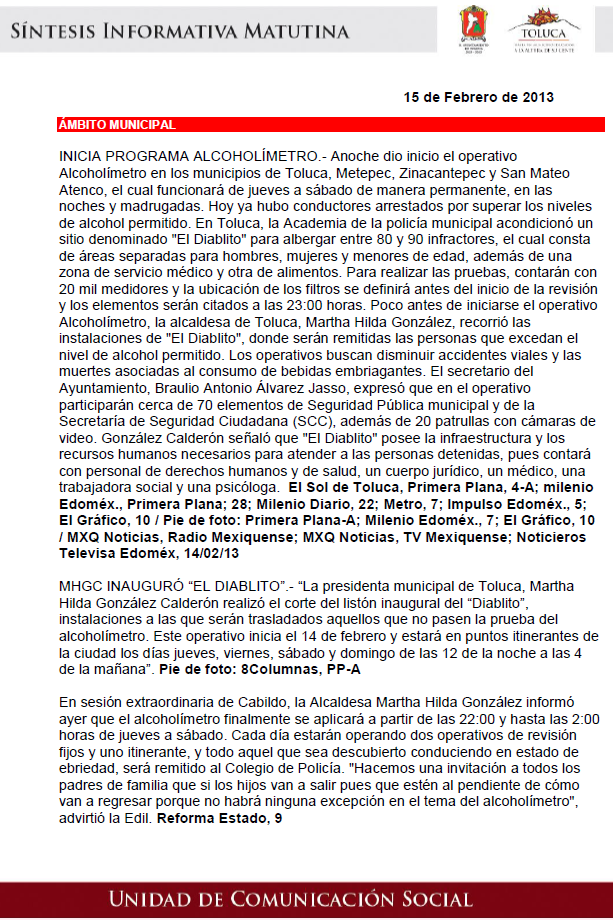 SÍNTESIS INFORMATIVA MATUTINA
TOLUCA
15 de Febrero de 2013
ÁMBITO MUNICIPAL
INICIA PROGRAMA ALCOHOLÍMETRO.- Anoche dio inicio el operativo
Alcoholímetro en los municipios de Toluca, Metepec, Zinacantepec y San Mateo
Atenco, el cual funcionará de jueves a sábado de manera permanente, en las
noches y madrugadas. Hoy ya hubo conductores arrestados por superar los niveles
de alcohol permitido. En Toluca, la Academia de la policía municipal acondicionó un
sitio denominado "El Diablito" para albergar entre 80 y 90 infractores, el cual consta
de áreas separadas para hombres, mujeres y menores de edad, además de una
zona de servicio médico y otra de alimentos. Para realizar las pruebas, contarán con
20 mil medidores y la ubicación de los filtros se definirá antes del inicio de la revisión
y los elementos serán citados a las 23:00 horas. Poco antes de iniciarse el operativo
Alcoholímetro, la alcaldesa de Toluca, Martha Hilda González, recorrió las
instalaciones de "El Diablito", donde serán remitidas las personas que excedan el
nivel de alcohol permitido. Los operativos buscan disminuir accidentes viales y las
muertes asociadas al consumo de bebidas embriagantes. El secretario del
Ayuntamiento, Braulio Antonio Álvarez Jasso, expresó que en el operativo
participarán cerca de 70 elementos de Seguridad Pública municipal y de la
Secretaría de Seguridad Ciudadana (SCC), además de 20 patrullas con cámaras de
video. González Calderón señaló que "El Diablito" posee la infraestructura y los
recursos humanos necesarios para atender a las personas detenidas, pues contará
con personal de derechos humanos y de salud, un cuerpo jurídico, un médico, una
trabajadora social y una psicóloga. El Sol de Toluca, Primera Plana, 4-A; milenio
Edoméx., Primera Plana; 28; Milenio Diario, 22; Metro, 7; Impulso Edoméx., 5;
El Gráfico, 10 / Pie de foto: Primera Plana-A; Milenio Edoméx., 7; El Gráfico, 10
/ MXQ Noticias, Radio Mexiquense; MXQ Noticias, TV Mexiquense; Noticieros
Televisa Edoméx, 14/02/13
MHGC INAUGURÓ “EL DIABLITO”.- “La presidenta municipal de Toluca, Martha
Hilda González Calderón realizó el corte del listón inaugural del “Diablito”,
instalaciones a las que serán trasladados aquellos que no pasen la prueba del
alcoholímetro. Este operativo inicia el 14 de febrero y estará en puntos itinerantes de
la ciudad los días jueves, viernes, sábado y domingo de las 12 de la noche a las 4
de la mañana”. Pie de foto: 8Columnas, PP-A
En sesión extraordinaria de Cabildo, la Alcaldesa Martha Hilda González informó
ayer que el alcoholímetro finalmente se aplicará a partir de las 22:00 y hasta las 2:00
horas de jueves a sábado. Cada día estarán operando dos operativos de revisión
fijos y uno itinerante, y todo aquel que sea descubierto conduciendo en estado de
ebriedad, será remitido al Colegio de Policía. "Hacemos una invitación a todos los
padres de familia que si los hijos van a salir pues que estén al pendiente de cómo
van a regresar porque no habrá ninguna excepción en el tema del alcoholímetro",
advirtió la Edil. Reforma Estado, 9
UNIDAD DE COMUNICACIÓN SOCIAL